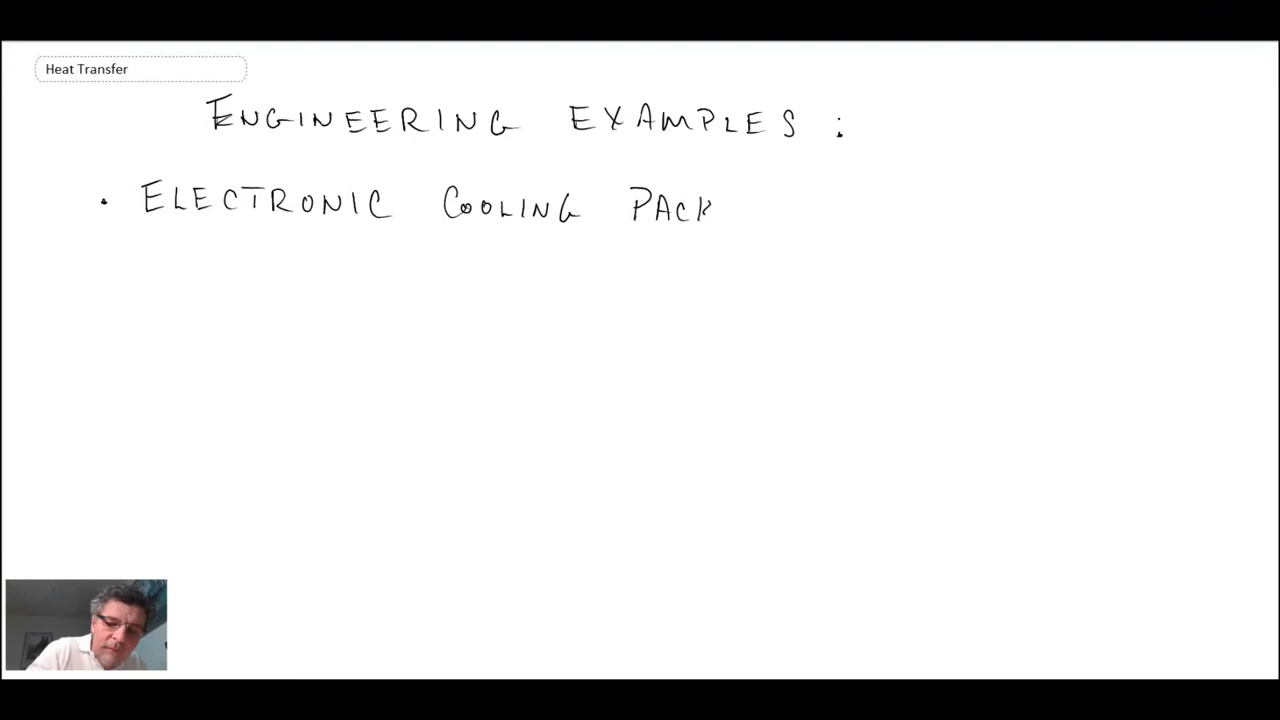 Heat Transfer
ENGINEERING EXAMPLES :
• ELECTRONIC COOLING PACK